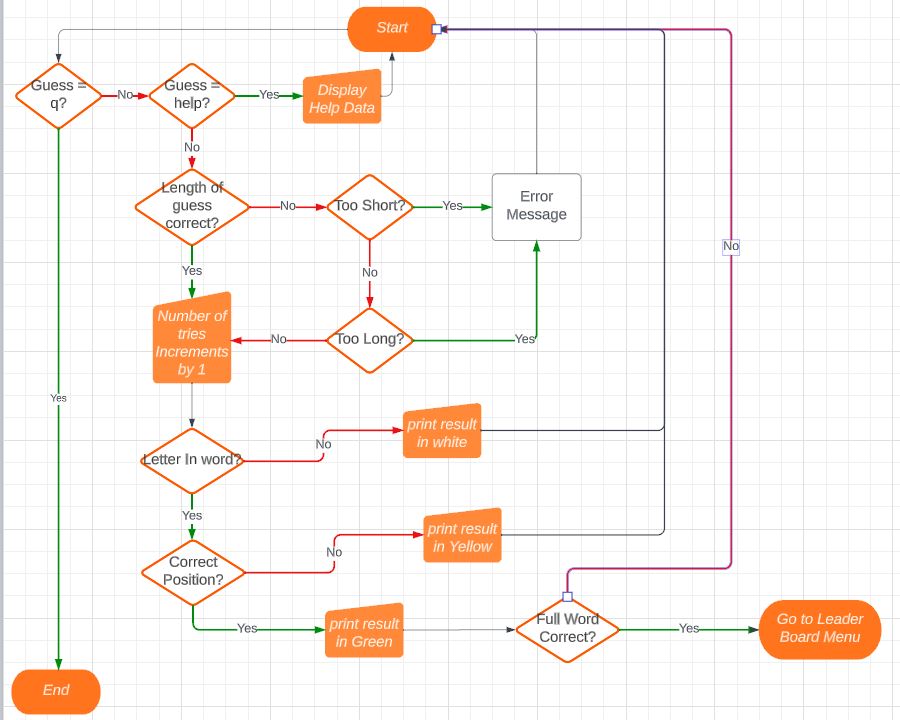 Start
Guess =
q?
No
Guess =
help?
Yes
Display
Help Data
No
Length of
guess
correct?
No
Too Short?
Yes
Error
Message
No
Yes
No
Number of
tries
Increments
by 1
No
Too Long?
Yes
Yes
Letter In word?
No
print result
in white
Yes
Correct
Position?
No
print result
in Yellow
Yes
print result
in Green
Full Word
Correct?
Yes
Go to Leader
Board Menu
End